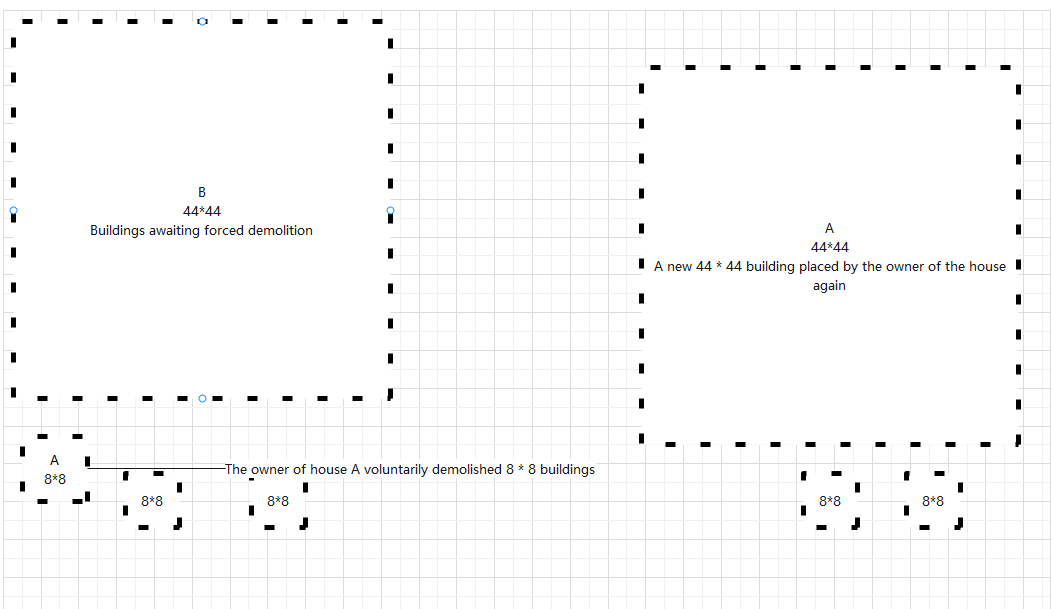 B
44*44
Buildings awaiting forced demolition
A
44*44
A new 44 * 44 building placed by the owner of the house
again
A
8*8
The owner of house A voluntarily demolished 8 * 8 buildings
8*8
8*8
8*8
8*8